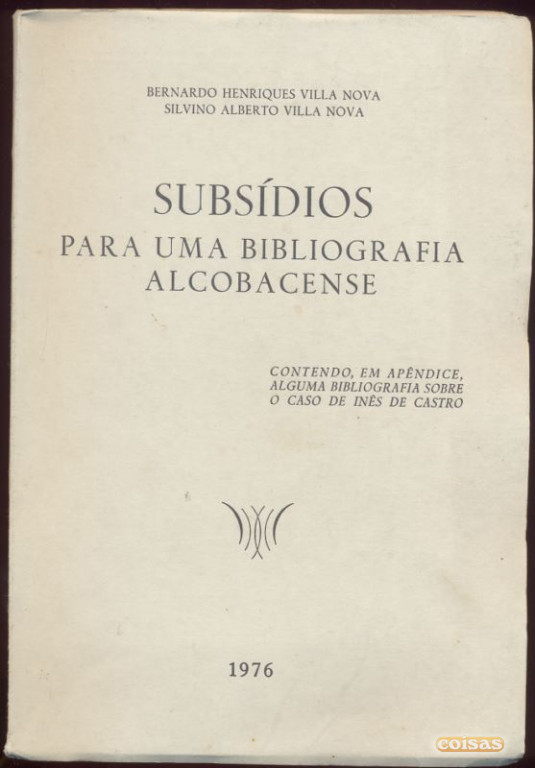 BERNARDO HENRIQUES VILLA NOVA
SILVINO ALBERTO VILLA NOVA
SUBSÍDIOS
PARA UMA BIBLIOGRAFIA
ALCOBACENSE
CONTENDO, EM APÊNDICE,
ALGUMA BIBLIOGRAFIA SOBRE
O CASO DE INÊS DE CASTRO
1976
coisas